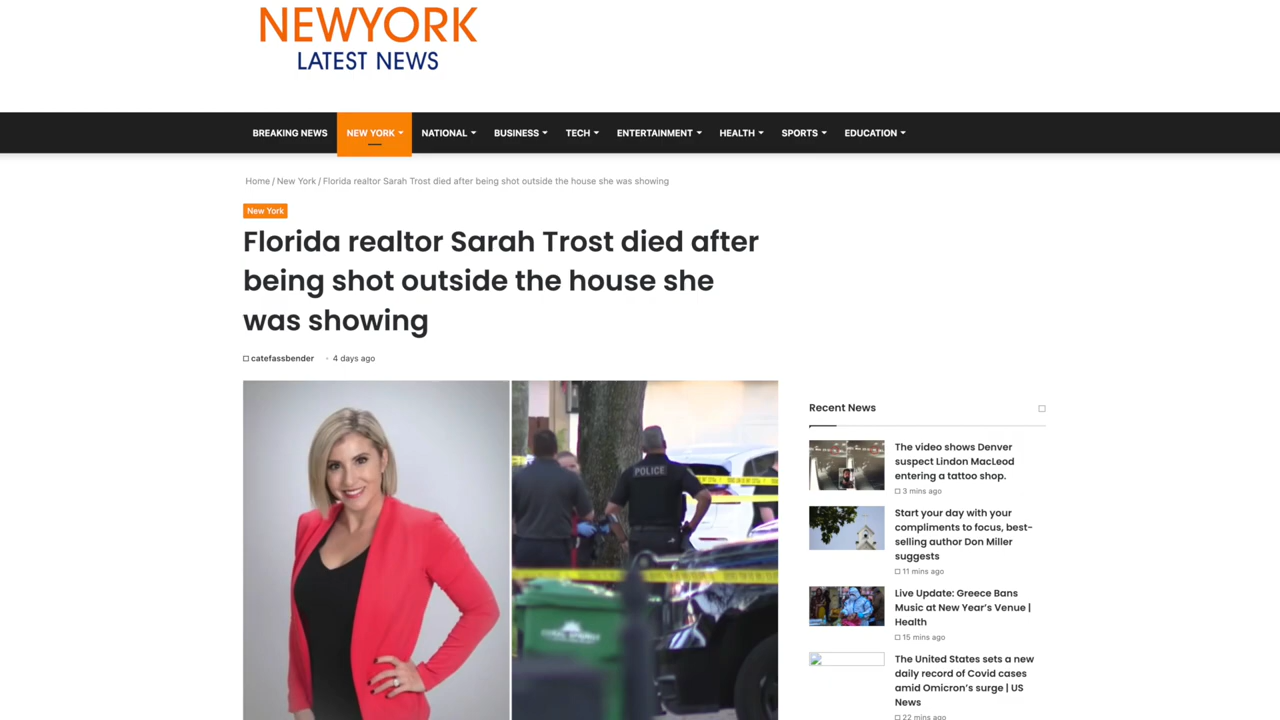 NEWYORK
LATEST NEWS
BREAKING NEWS NEW YORK NATIONAL BUSINESS TECH ENTERTAINMENT HEALTH SPORTS EDUCATION
Home / New York / Florida realtor Sarah Trost died after being shot outside the house she was showing
New York
Florida realtor Sarah Trost died after
being shot outside the house she
was showing
catefassbender • 4 days ago
POLICE
CORAL SPRINGS
Recent News
The video shows Denver
suspect Lindon MacLeod
entering a tattoo shop.
3 mins ago
Start your day with your
compliments to focus, best-
selling author Don Miller
suggests
11 mins ago
Live Update: Greece Bans
Music at New Year's Venue |
Health
15 mins ago
The United States sets a new
daily record of Covid cases
amid Omicron's surge | US
News
22 mins ago